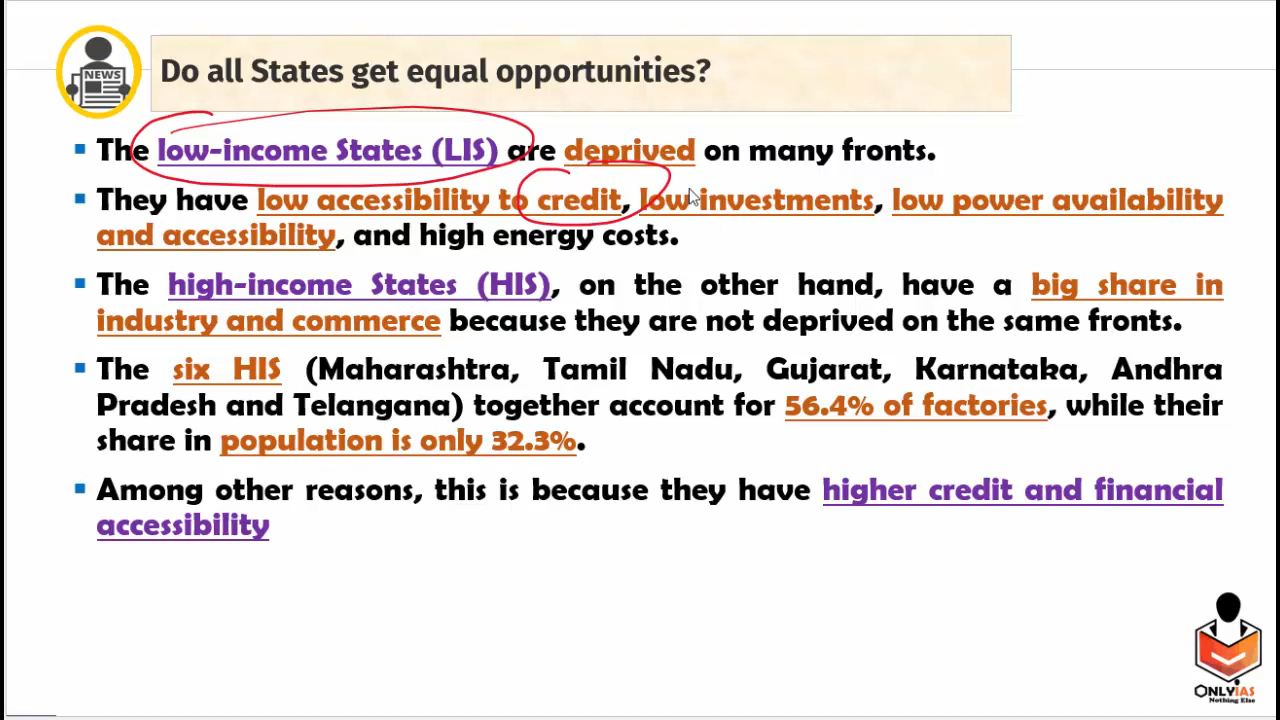 NEWS
Do all States get equal opportunities?
The low-income States (LIS) are deprived on many fronts.
They have low accessibility to credit, low investments, low power availability
and accessibility, and high energy costs.
The high-income States (HIS), on the other hand, have a big share in
industry and commerce because they are not deprived on the same fronts.
The six HIS (Maharashtra, Tamil Nadu, Gujarat, Karnataka, Andhra
Pradesh and Telangana) together account for 56.4% of factories, while their
share in population is only 32.3%.
Among other reasons, this is because they have higher credit and financial
accessibility
ONLYIAS
Nothing Else